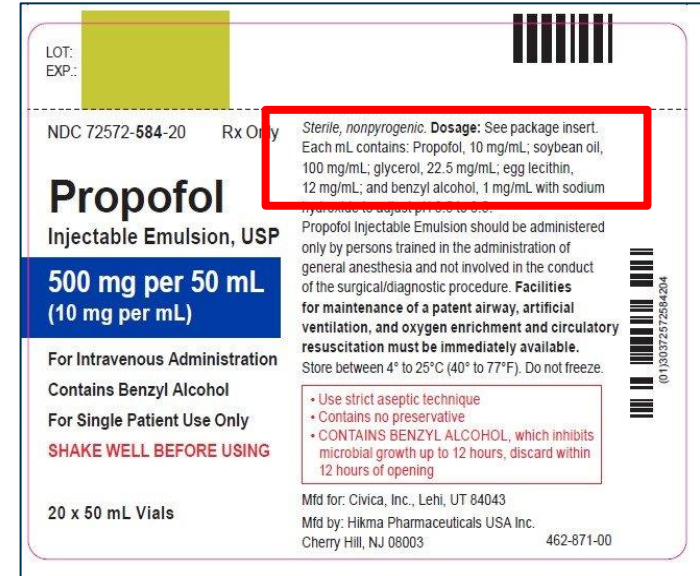 LOT:
EXP.:
NDC 72572-584-20 Rx Only
Propofol
Injectable Emulsion, USP
500 mg per 50 mL
(10 mg per mL)
For Intravenous Administration
Contains Benzyl Alcohol
For Single Patient Use Only
SHAKE WELL BEFORE USING
20 x 50 mL Vials
Sterile, nonpyrogenic. Dosage: See package insert.
Each mL contains: Propofol, 10 mg/mL; soybean oil,
100 mg/mL; glycerol, 22.5 mg/mL; egg lecithin,
12 mg/mL; and benzyl alcohol, 1 mg/mL with sodium
hydroxide to adjust pH
Propofol Injectable Emulsion should be administered
only by persons trained in the administration of
general anesthesia and not involved in the conduct
of the surgical/diagnostic procedure. Facilities
for maintenance of a patent airway, artificial
ventilation, and oxygen enrichment and circulatory
resuscitation must be immediately available.
Store between 4° to 25°C (40° to 77°F). Do not freeze.
• Use strict aseptic technique
• Contains no preservative
• CONTAINS BENZYL ALCOHOL, which inhibits
microbial growth up to 12 hours, discard within
12 hours of opening
Mfd for: Civica, Inc., Lehi, UT 84043
Mfd by: Hikma Pharmaceuticals USA Inc.
Cherry Hill, NJ 08003 462-871-00
(01)30372572584204